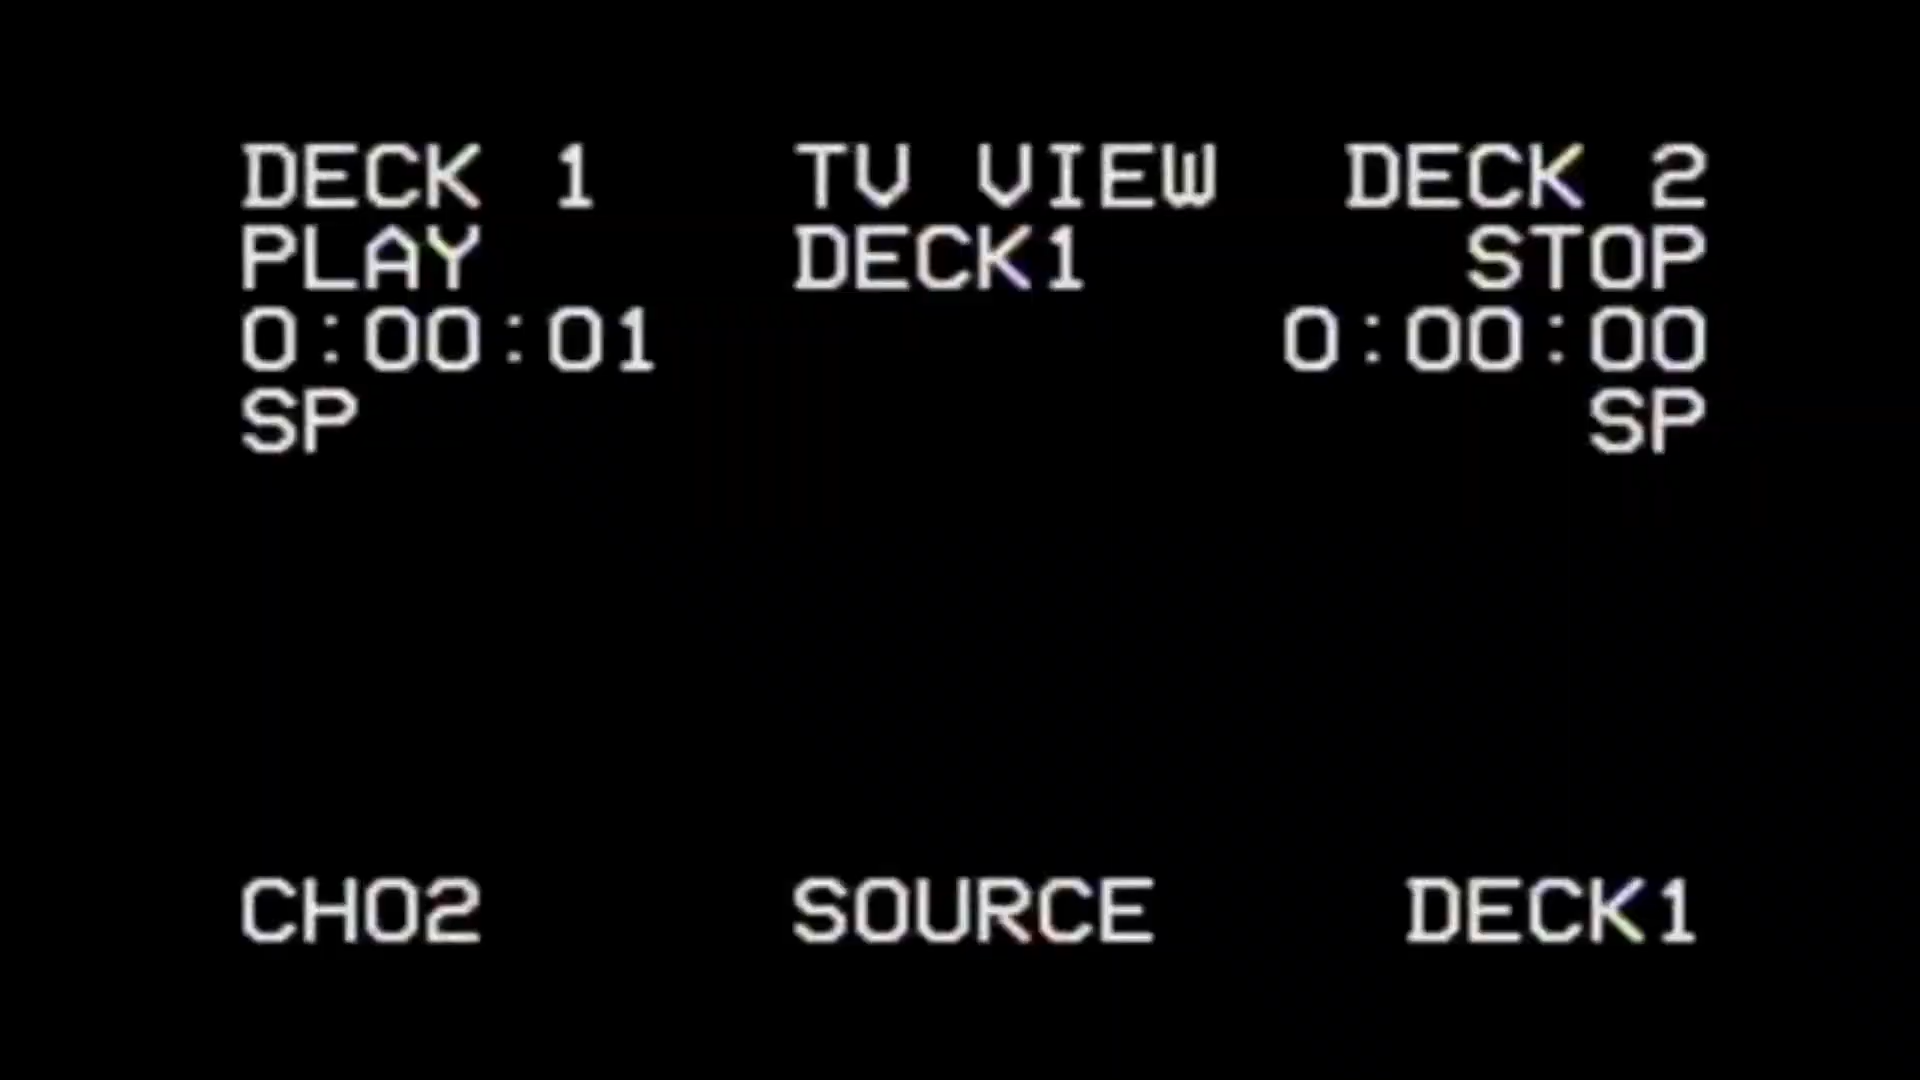 DECK 1 TV VIEW DECK 2
PLAY DECK1 STOP
0:00:01 0:00:00
SP SP
CH02 SOURCE DECK1